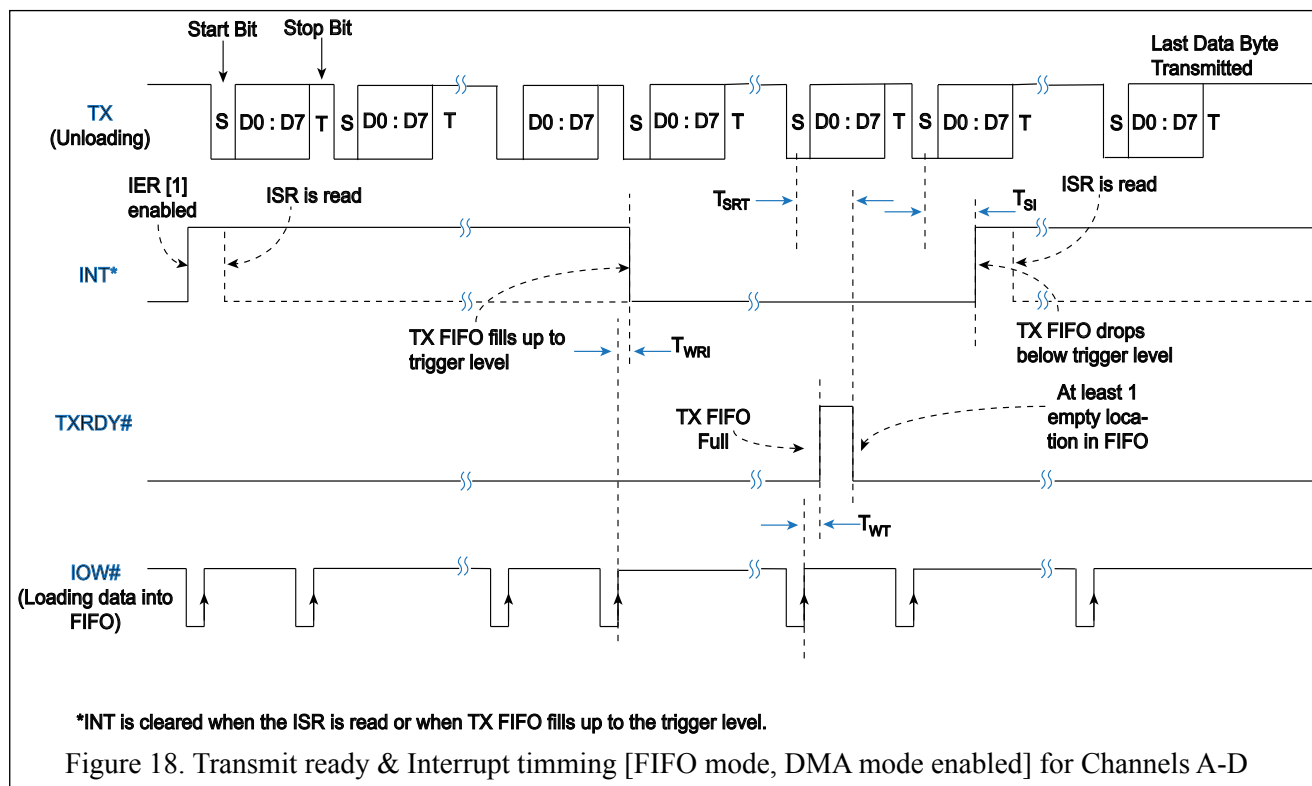 Start Bit
Stop Bit
Last Data Byte
Transmitted
TX
(Unloading)
S D0 : D7 T S D0 : D7 T D0 : D7 S D0 : D7 T S D0 : D7 T S D0 : D7 T S D0 : D7 T
IER [1]
enabled
ISR is read
TSRT
TSI
ISR is read
INT*
TX FIFO fills up to
trigger level
TWRI
TX FIFO drops
below trigger level
TXRDY#
TX FIFO
Full
At least 1
empty loca-
tion in FIFO
TWT
IOW#
(Loading data into
FIFO)
*INT is cleared when the ISR is read or when TX FIFO fills up to the trigger level.
Figure 18. Transmit ready & Interrupt timming [FIFO mode, DMA mode enabled] for Channels A-D